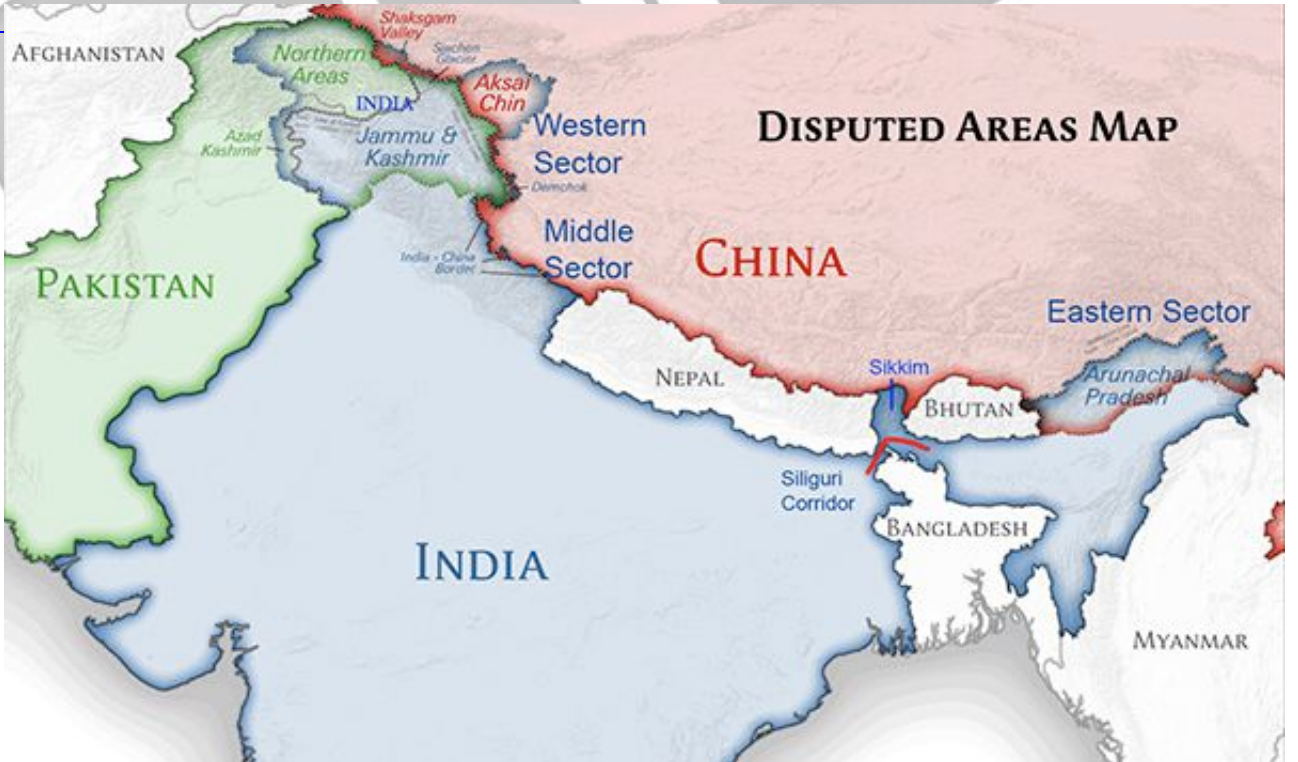 Shaksgam
Valley
AFGHANISTAN
Northern
Areas
Siachen
Glacier
Aksai
Chin
INDIA
Western
Sector
DISPUTED AREAS MAP
Azad
Kashmir
Jammu &
Kashmir
Demchok
Middle
Sector
India - China
Border
CHINA
PAKISTAN
Eastern Sector
Sikkim
NEPAL
Arunachal
Pradesh
BHUTAN
Siliguri
Corridor
BANGLADESH
INDIA
MYANMAR